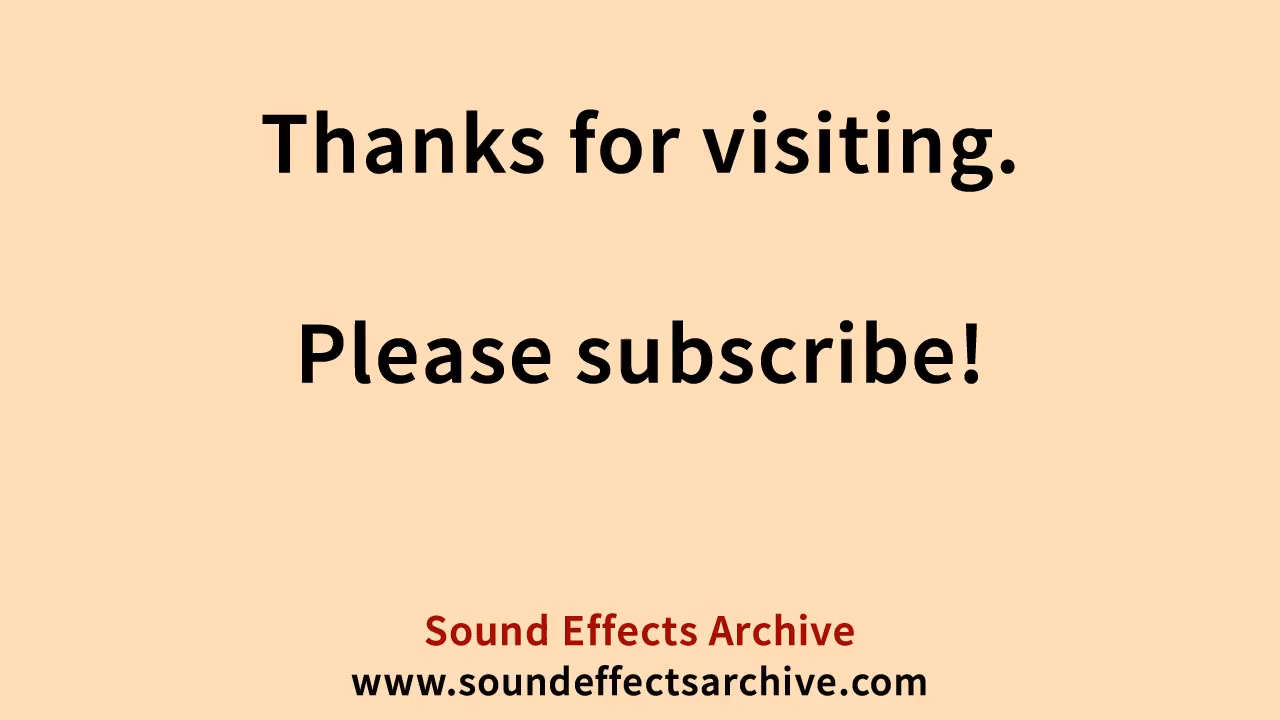 Thanks for visiting.
Please subscribe!
Sound Effects Archive
www.soundeffectsarchive.com